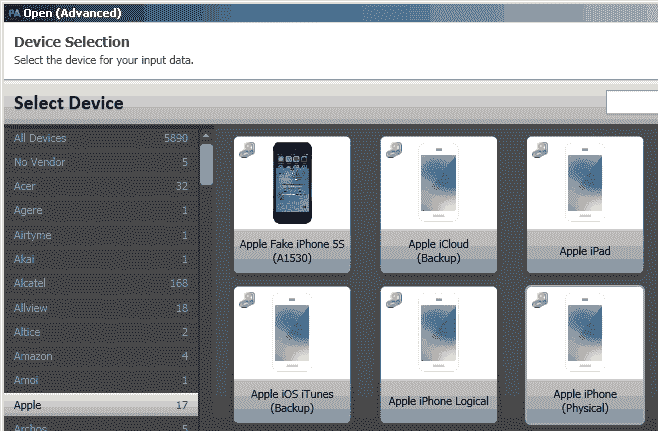 PA Open (Advanced)
Device Selection
Select the device for your input data.
Select Device
All Devices 5890
No Vendor 5
Acer 32
Agere 1
Airtyme 1
Akai 1
Alcatel 168
Allview 18
Altice 2
Amazon 4
Amoi 1
Apple 17
Archos 5
Apple Fake iPhone 5S
(A1530)
Apple iCloud
(Backup)
Apple iPad
Apple iOS iTunes
(Backup)
Apple iPhone Logical
Apple iPhone
(Physical)